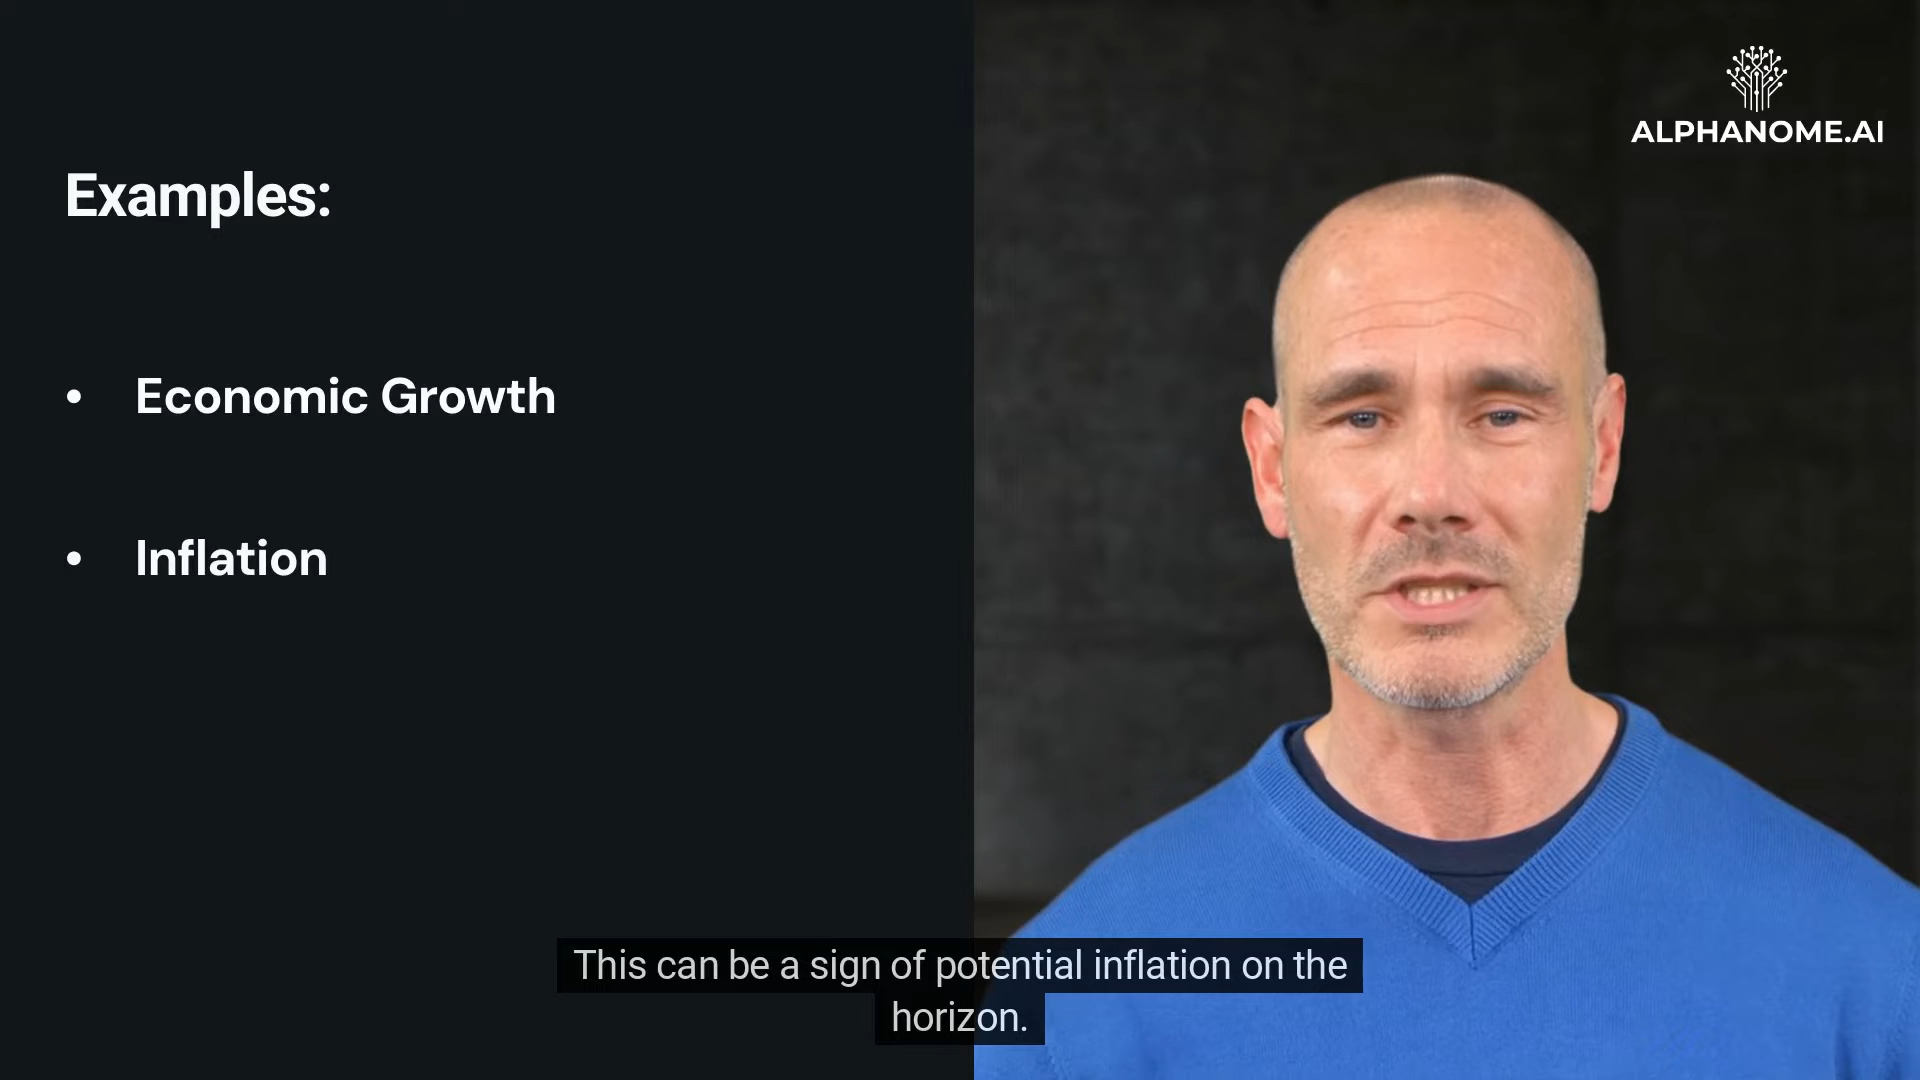 ALPHANOME.AI
Examples:
• Economic Growth
• Inflation
This can be a sign of potential inflation on the
horizon.